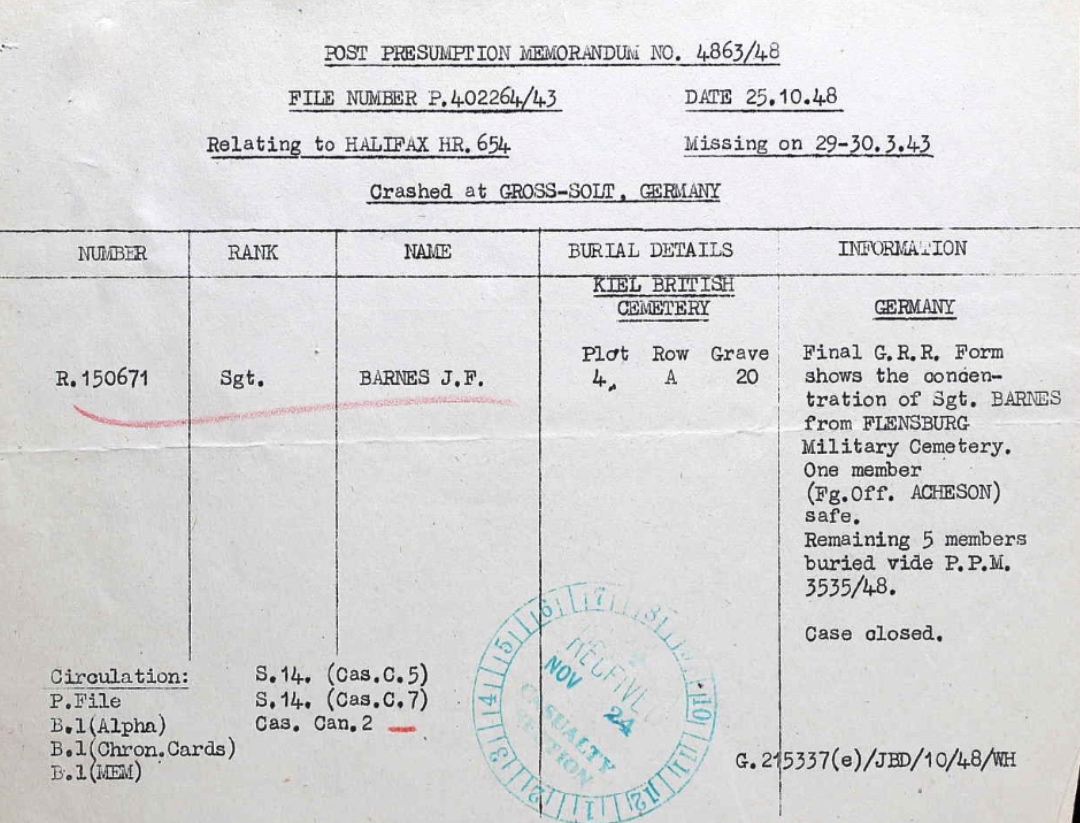 POST PRESUMPTION MEMORANDUM NO. 4863/48
FILE NUMBER P.402264/43 DATE 25.10.48
Relating to HALIFAX HR.654 Missing on 29-30.3.43
Crashed at GROSS-SOLT, GERMANY
NUMBER RANK NAME BURIAL DETAILS INFORMATION
KIEL BRITISH
CEMETERY
GERMANY
Plot Row Grave
R.150671 Sgt. BARNES J.F. 4, A 20
Final G.R.R. Form
shows the concen-
tration of Sgt. BARNES
from FLENSBURG
Military Cemetery.
One member
(Fg.Off. ACHESON)
safe.
Remaining 5 members
buried vide P.P.M.
3535/48.
Case closed.
Circulation: S.14. (Cas.C.5)
P.File S.14. (Cas.C.7)
B.1(Alpha) Cas. Can.2
B.1(Chron.Cards)
B.1(MEM)
G.215337(e)/JBD/10/48/WH
RECEIVED
NOV 24
CASUALTY
SECTION